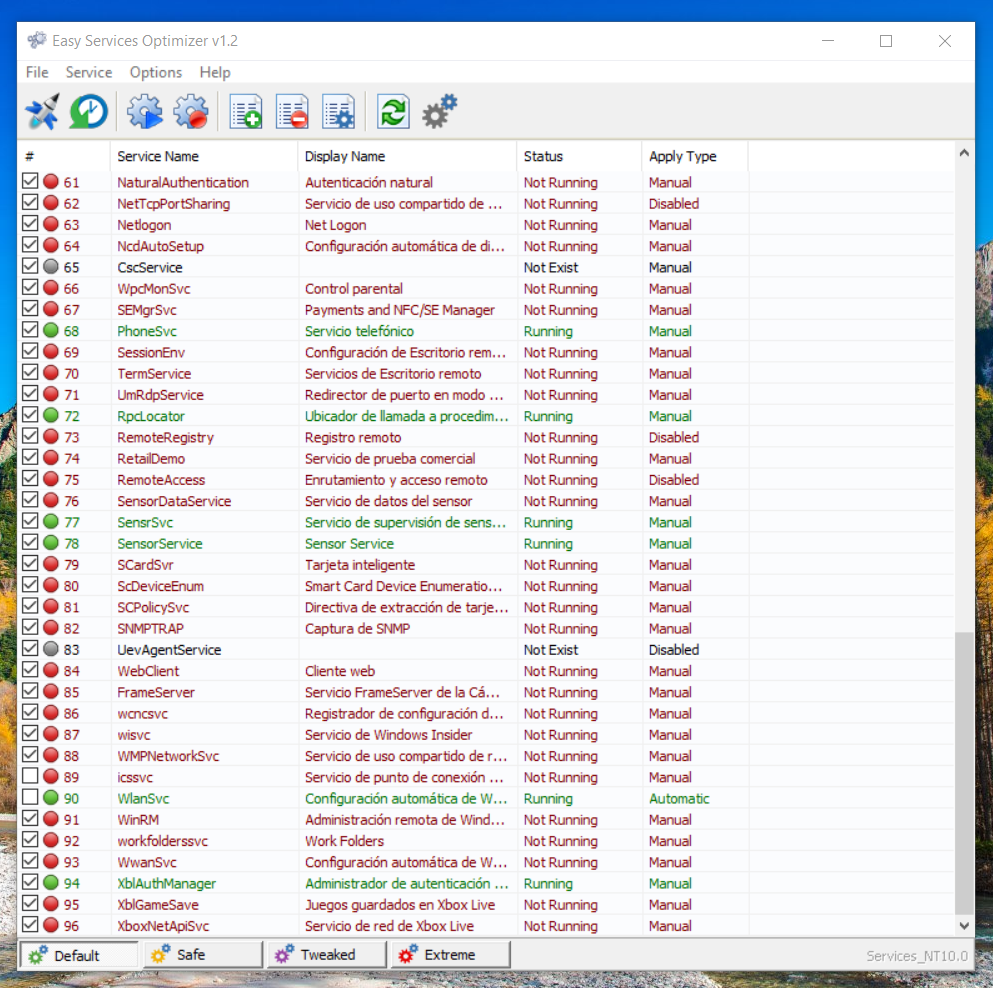 Easy Services Optimizer v1.2
File Service Options Help
# Service Name Display Name Status Apply Type
61 NaturalAuthentication Autenticación natural Not Running Manual
62 NetTcpPortSharing Servicio de uso compartido de ... Not Running Disabled
63 Netlogon Net Logon Not Running Manual
64 NcdAutoSetup Configuración automática de di... Not Running Manual
65 CscService Not Exist Manual
66 WpcMonSvc Control parental Not Running Manual
67 SEMgrSvc Payments and NFC/SE Manager Not Running Manual
68 PhoneSvc Servicio telefónico Running Manual
69 SessionEnv Configuración de Escritorio rem... Not Running Manual
70 TermService Servicios de Escritorio remoto Not Running Manual
71 UmRdpService Redirector de puerto en modo ... Not Running Manual
72 RpcLocator Ubicador de llamada a procedim... Running Manual
73 RemoteRegistry Registro remoto Not Running Disabled
74 RetailDemo Servicio de prueba comercial Not Running Manual
75 RemoteAccess Enrutamiento y acceso remoto Not Running Disabled
76 SensorDataService Servicio de datos del sensor Not Running Manual
77 SensrSvc Servicio de supervisión de sens... Running Manual
78 SensorService Sensor Service Running Manual
79 SCardSvr Tarjeta inteligente Not Running Manual
80 ScDeviceEnum Smart Card Device Enumeratio... Not Running Manual
81 SCPolicySvc Directiva de extracción de tarje... Not Running Manual
82 SNMPTRAP Captura de SNMP Not Running Manual
83 UevAgentService Not Exist Disabled
84 WebClient Cliente web Not Running Manual
85 FrameServer Servicio FrameServer de la Cá... Not Running Manual
86 wcncsvc Registrador de configuración d... Not Running Manual
87 wisvc Servicio de Windows Insider Not Running Manual
88 WMPNetworkSvc Servicio de uso compartido de r... Not Running Manual
89 icssvc Servicio de punto de conexión ... Not Running Manual
90 WlanSvc Configuración automática de W... Running Automatic
91 WinRM Administración remota de Wind... Not Running Manual
92 workfolderssvc Work Folders Not Running Manual
93 WwanSvc Configuración automática de W... Not Running Manual
94 XblAuthManager Administrador de autenticación ... Running Manual
95 XblGameSave Juegos guardados en Xbox Live Not Running Manual
96 XboxNetApiSvc Servicio de red de Xbox Live Not Running Manual
Default Safe Tweaked Extreme Services_NT10.0